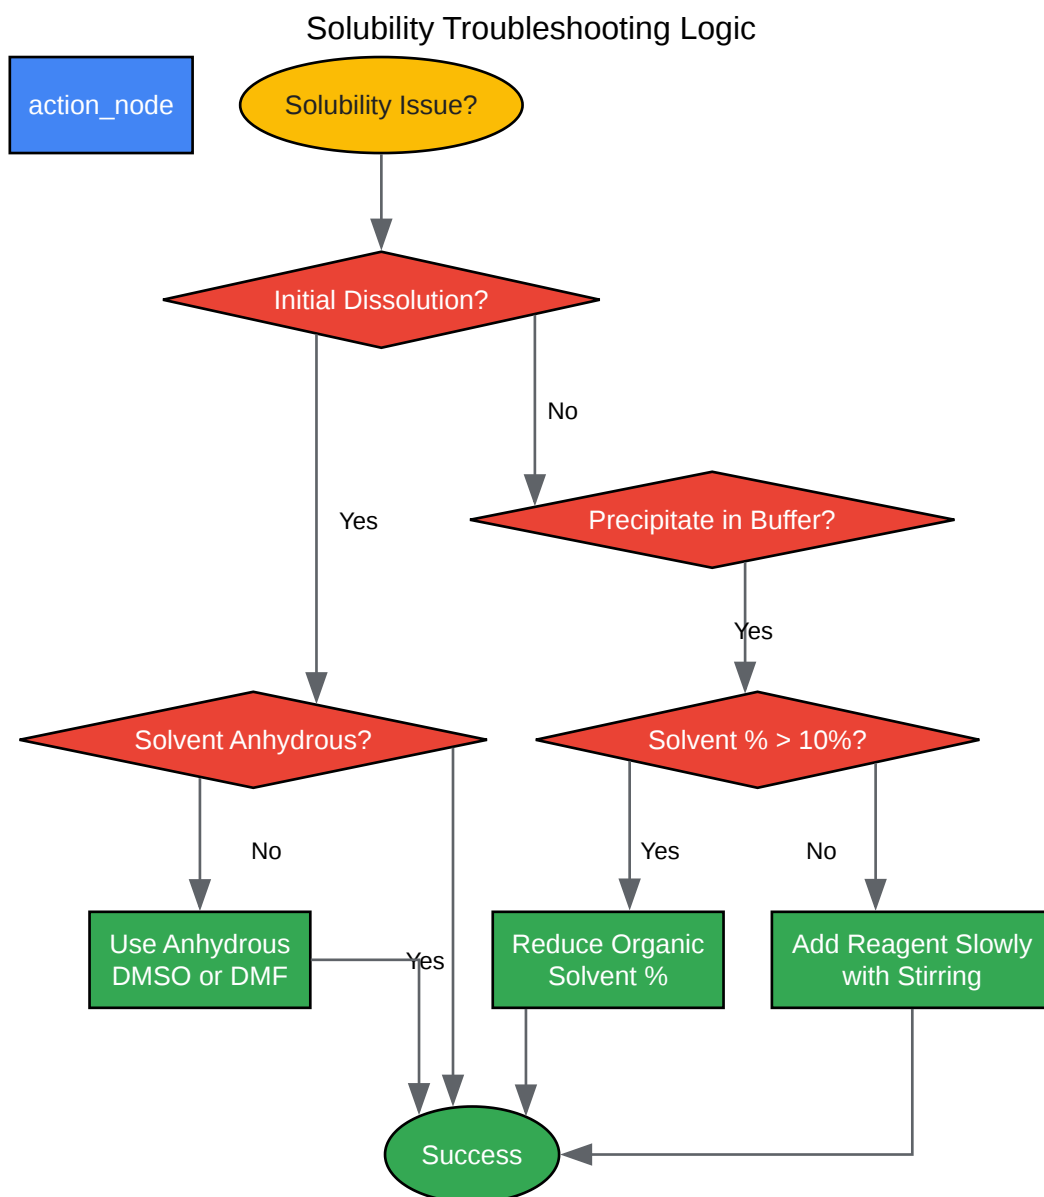 Solubility Troubleshooting Logic
action_node
Solubility Issue?
Initial Dissolution?
No
Yes
Precipitate in Buffer?
Yes
Solvent Anhydrous?
Solvent % > 10%?
No
Yes
No
Use Anhydrous
DMSO or DMF
Yes
Reduce Organic
Solvent %
Add Reagent Slowly
with Stirring
Success